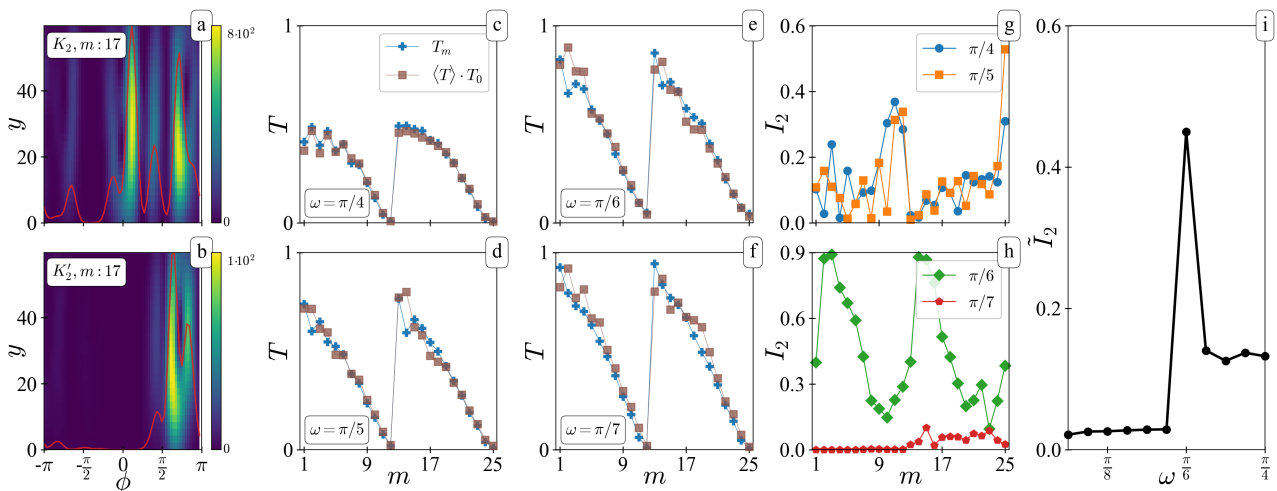 a
K₂, m : 17
8·10²
0
y
0
20
40
b
K₂′, m : 17
1·10²
0
y
0
20
40
60
-π
-π/2
0
π/2
π
ϕ
c
T_m
⟨T⟩ · T₀
ω = π/4
T
0
1
d
ω = π/5
T
0
1
1
9
17
25
m
e
ω = π/6
T
0
1
f
ω = π/7
T
0
1
1
9
17
25
m
g
π/4
π/5
I₂
0.0
0.2
0.4
0.6
h
π/6
π/7
I₂
0.0
0.3
0.6
0.9
1
9
17
25
m
i
Ĩ₂
0.0
0.2
0.4
0.6
π/8
ω
π/6
π/4